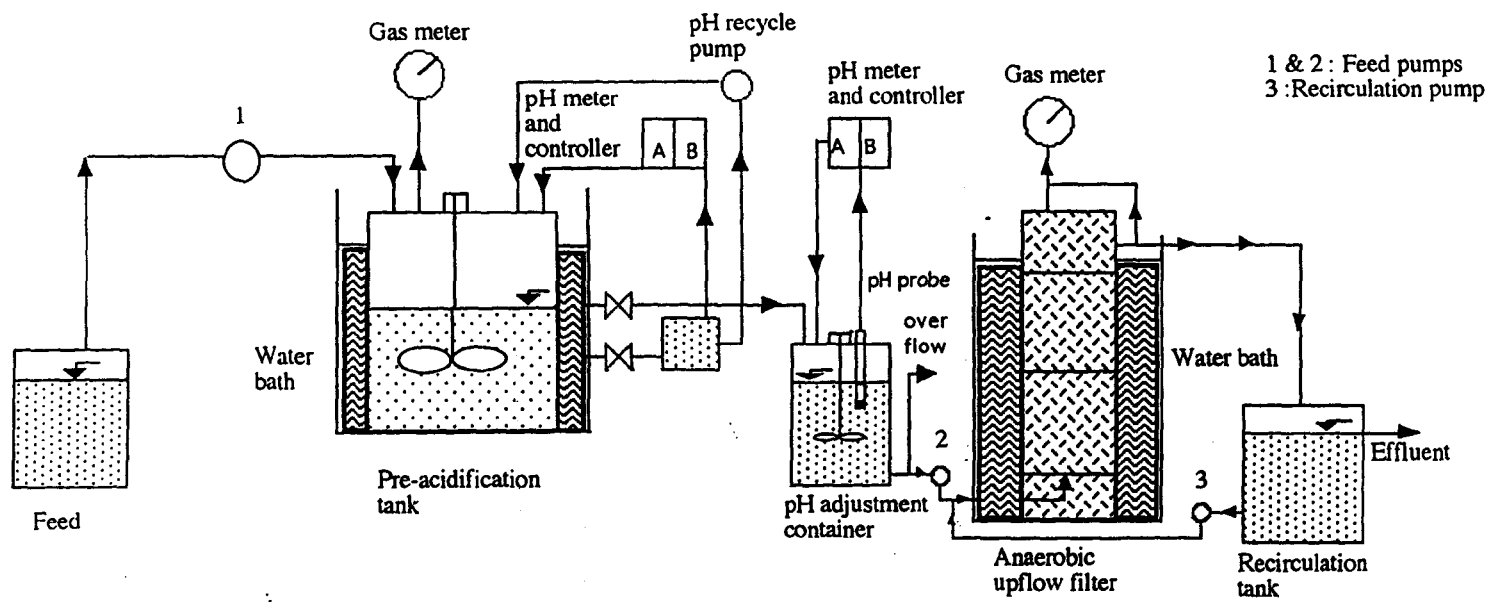 Gas meter
pH recycle
pump
1
pH meter
and
controller
A B
pH meter
and controller
A B
Gas meter
1 & 2 : Feed pumps
3 :Recirculation pump
pH probe
over
flow
Water
bath
Water bath
2
3
Effluent
Feed
Pre-acidification
tank
pH adjustment
container
Anaerobic
upflow filter
Recirculation
tank